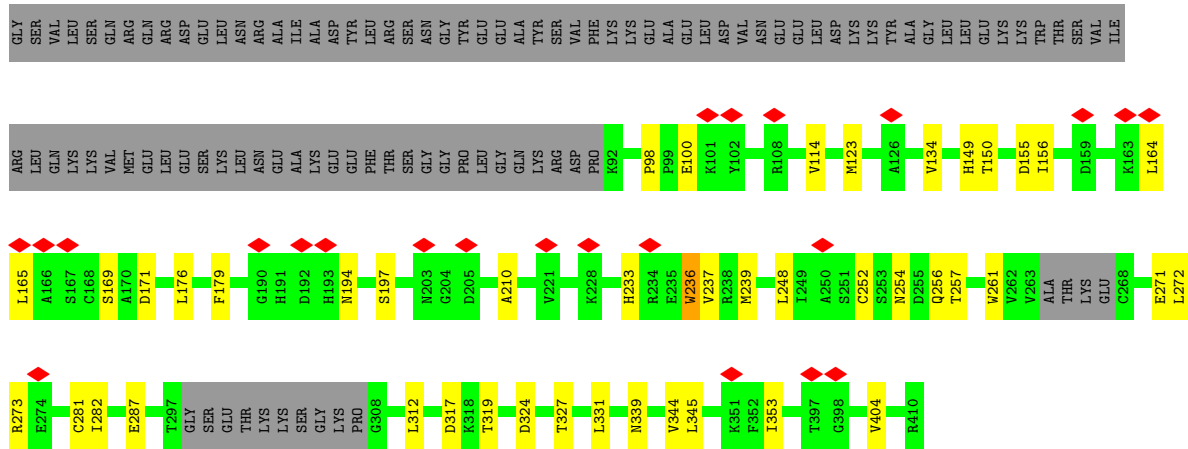 GLY SER VAL LEU SER GLN ARG GLN ARG ASP GLU LEU ASN ARG ALA ILE ALA ASP TYR LEU ARG SER ASN GLY TYR GLU GLU ALA TYR SER VAL PHE LYS LYS GLU ALA GLU LEU ASP VAL ASN GLU GLU LEU ASP LYS LYS TYR ALA GLY LEU LEU GLU LYS LYS TRP THR SER VAL ILE
ARG LEU GLN LYS LYS VAL MET GLU LEU GLU SER LYS LEU ASN GLU ALA LYS GLU GLU PHE THR SER GLY GLY PRO LEU GLY GLN LYS ARG ASP PRO K92 P98 P99 E100 K101 Y102 R108 V114 M123 A126 V134 H149 T150 D155 I156 D159 K163 L164
L165 A166 S167 C168 S169 A170 D171 L176 F179 G190 H191 D192 H193 N194 S197 N203 G204 D205 A210 V221 K228 H233 R234 E235 W236 V237 R238 M239 L248 I249 A250 S251 C252 S253 N254 D255 Q256 T257 W261 V262 V263 ALA THR LYS GLU C268 E271 L272
R273 E274 C281 I282 E287 T297 GLY SER GLU THR LYS LYS SER GLY LYS PRO G308 L312 D317 K318 T319 D324 T327 L331 N339 V344 L345 K351 F352 I353 T397 G398 V404 R410